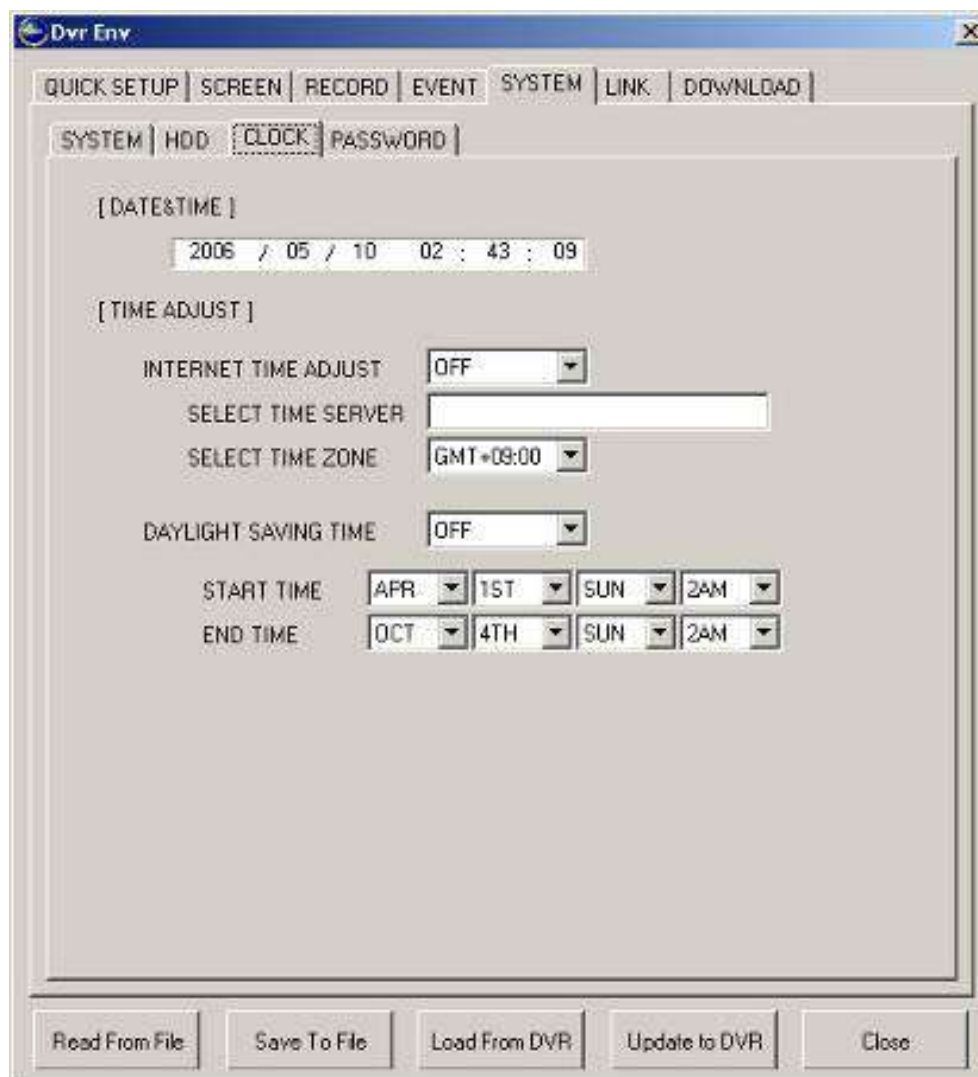 Dvr Env
QUICK SETUP SCREEN RECORD EVENT SYSTEM LINK DOWNLOAD
SYSTEM HDD CLOCK PASSWORD
[ DATE&TIME ]
2006 / 05 / 10 02 : 43 : 09
[ TIME ADJUST ]
INTERNET TIME ADJUST OFF
SELECT TIME SERVER
SELECT TIME ZONE GMT+09:00
DAYLIGHT SAVING TIME OFF
START TIME APR 1ST SUN 2AM
END TIME OCT 4TH SUN 2AM
Read From File Save To File Load From DVR Update to DVR Close